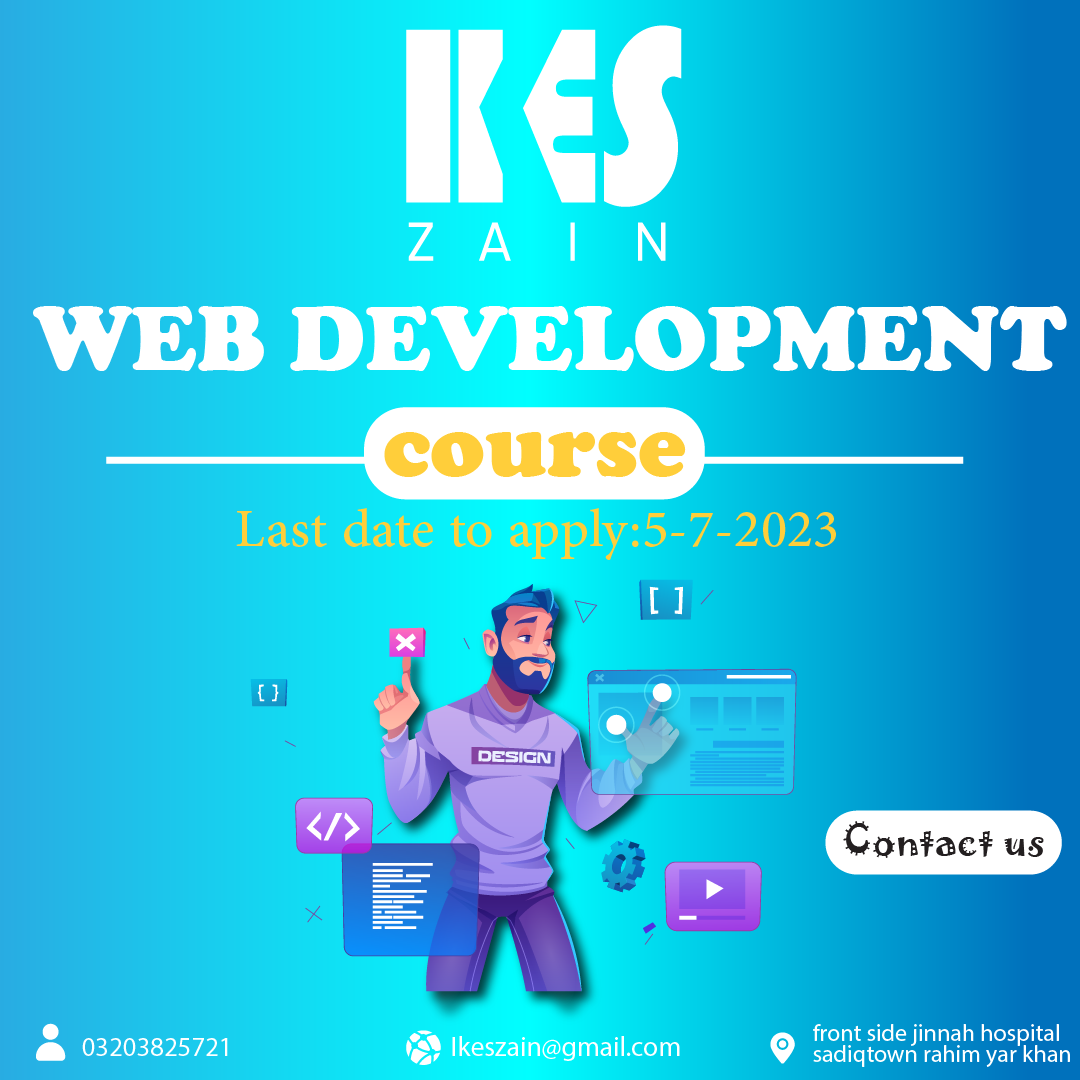 IKES
ZAIN
WEB DEVELOPMENT
course
Last date to apply:5-7-2023
[ ]
{ }
DESIGN
</>
Contact us
03203825721
Ikeszain@gmail.com
front side jinnah hospital
sadiqtown rahim yar khan